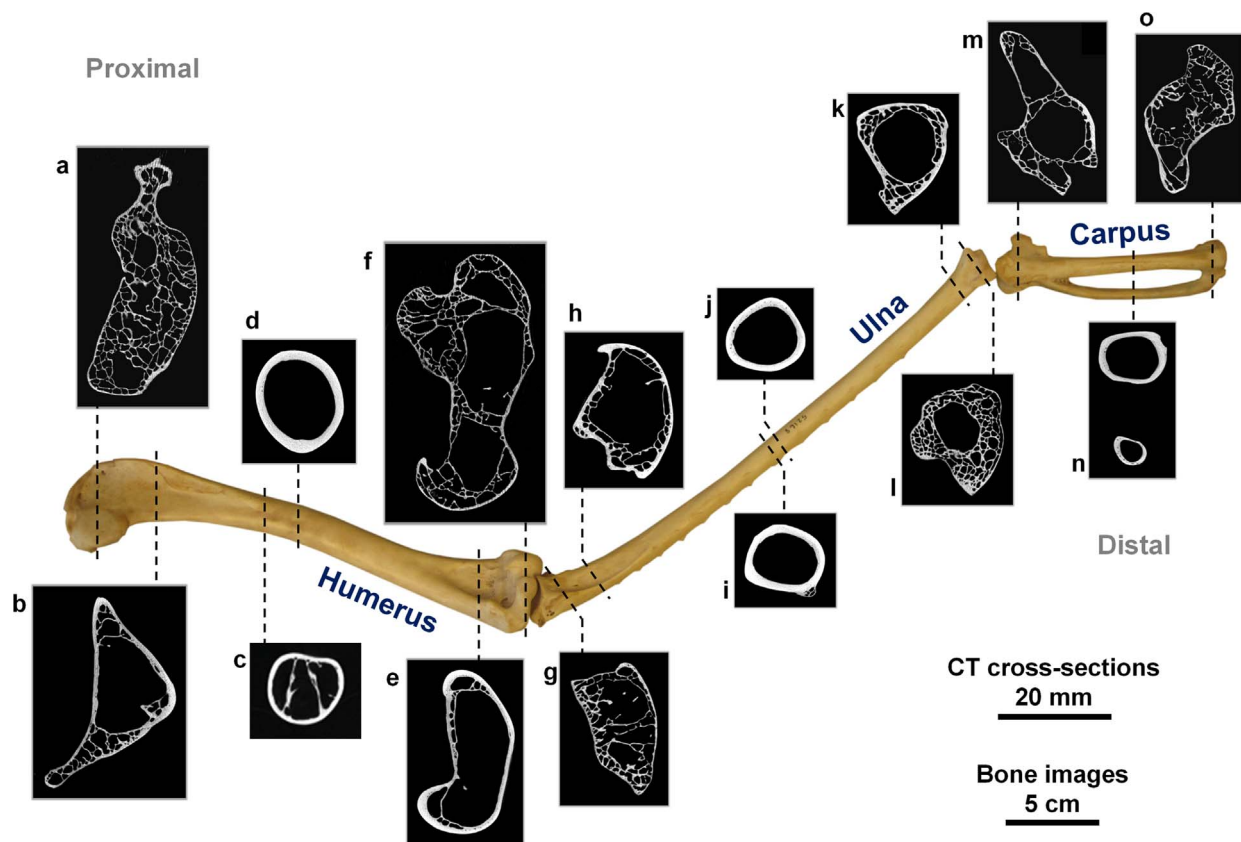 Proximal
a
b
c
d
e
f
g
h
i
j
k
l
m
n
o
Humerus
Ulna
Carpus
Distal
CT cross-sections
20 mm
Bone images
5 cm